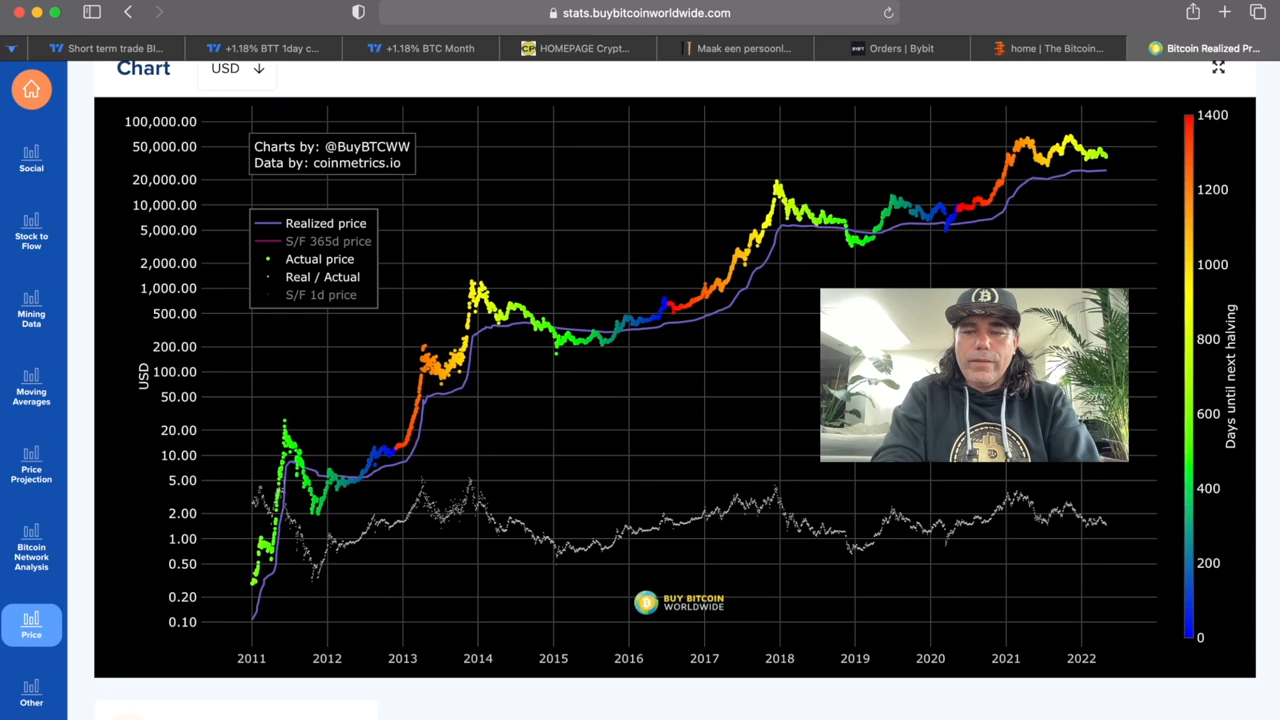 stats.buybitcoinworldwide.com
Short term trade BI...
+1.18% BTT 1day c...
+1.18% BTC Month
CP
HOMEPAGE Crypt...
Maak een persoonl...
Orders | Bybit
home | The Bitcoin...
Bitcoin Realized Pr...
Chart
USD
Social
Stock to
Flow
Mining
Data
Moving
Averages
Price
Projection
Bitcoin
Network
Analysis
Price
Other
Charts by: @BuyBTCWW
Data by: coinmetrics.io
Realized price
S/F 365d price
Actual price
Real / Actual
S/F 1d price
USD
100,000.00
50,000.00
20,000.00
10,000.00
5,000.00
2,000.00
1,000.00
500.00
200.00
100.00
50.00
20.00
10.00
5.00
2.00
1.00
0.50
0.20
0.10
2011 2012 2013 2014 2015 2016 2017 2018 2019 2020 2021 2022
BUY BITCOIN
WORLDWIDE
1400
1200
1000
800
600
400
200
0
Days until next halving